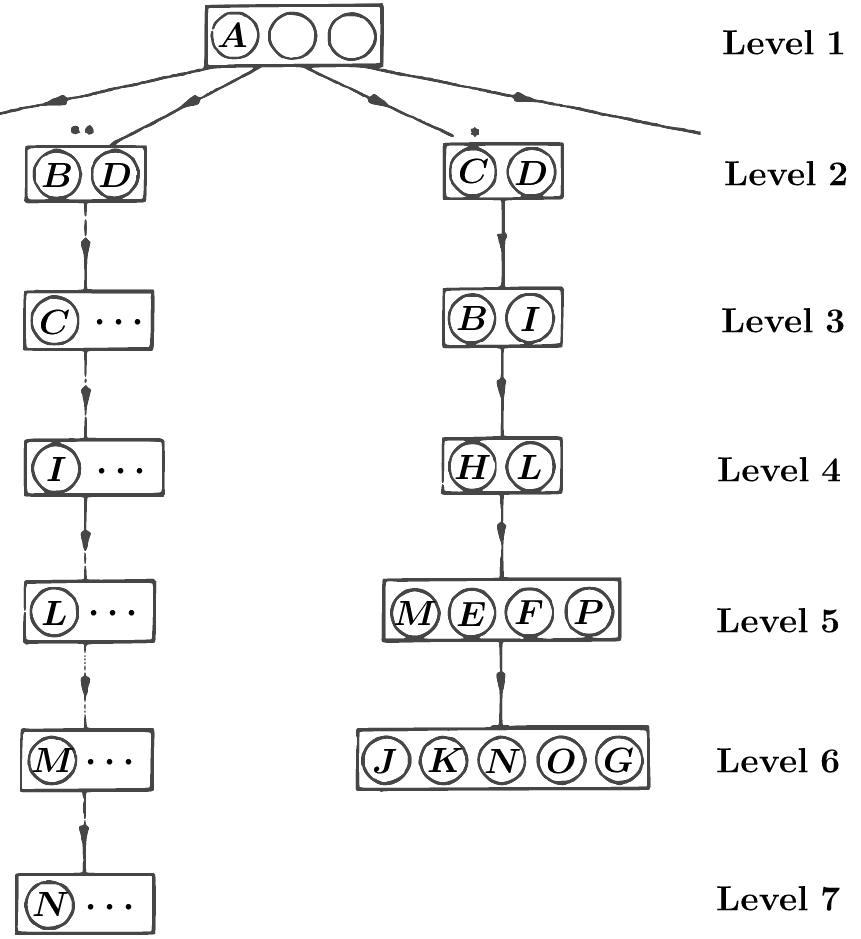 A Level 1
B D C D Level 2
C ... B I Level 3
I ... H L Level 4
L ... M E F P Level 5
M ... J K N O G Level 6
N ... Level 7